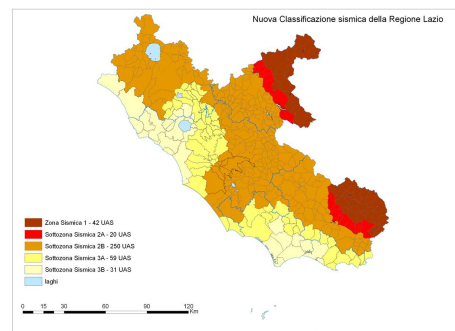 Nuova Classificazione sismica della Regione Lazio
Zona Sismica 1 - 42 UAS
Sottozona Sismica 2A - 20 UAS
Sottozona Sismica 2B - 250 UAS
Sottozona Sismica 3A - 59 UAS
Sottozona Sismica 3B - 31 UAS
laghi
0 15 30 60 90 120
Km